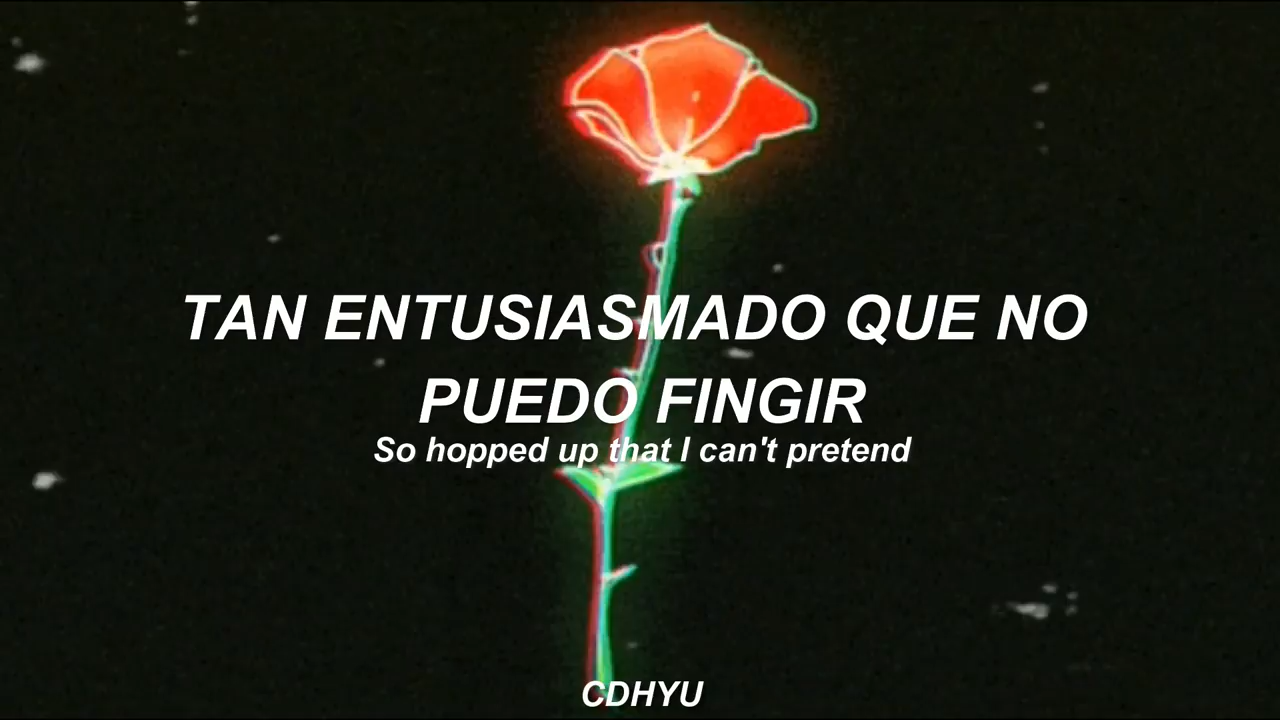 TAN ENTUSIASMADO QUE NO
PUEDO FINGIR
So hopped up that I can't pretend
CDHYU